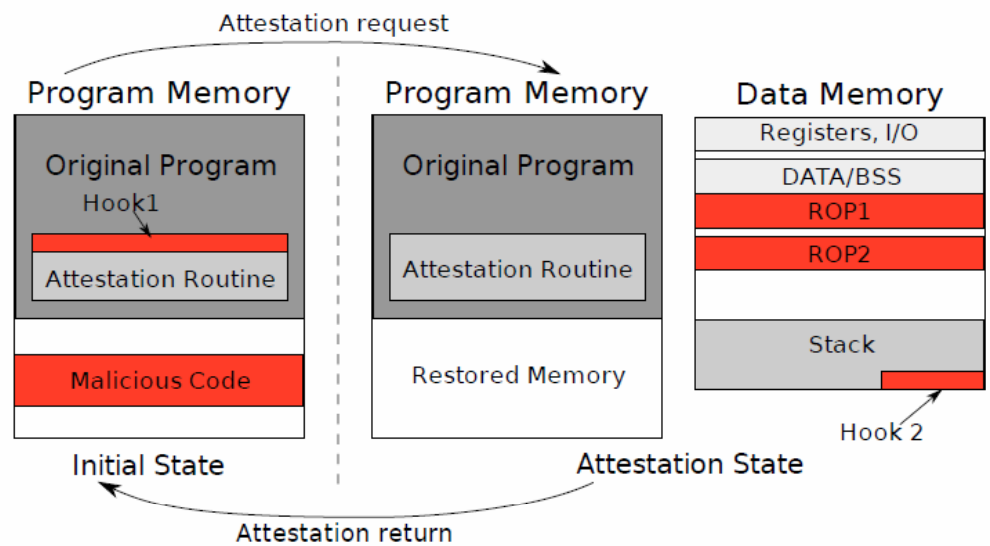 Attestation request
Program Memory
Program Memory
Data Memory
Original Program
Hook1
Attestation Routine
Malicious Code
Original Program
Attestation Routine
Restored Memory
Registers, I/O
DATA/BSS
ROP1
ROP2
Stack
Hook 2
Initial State
Attestation State
Attestation return